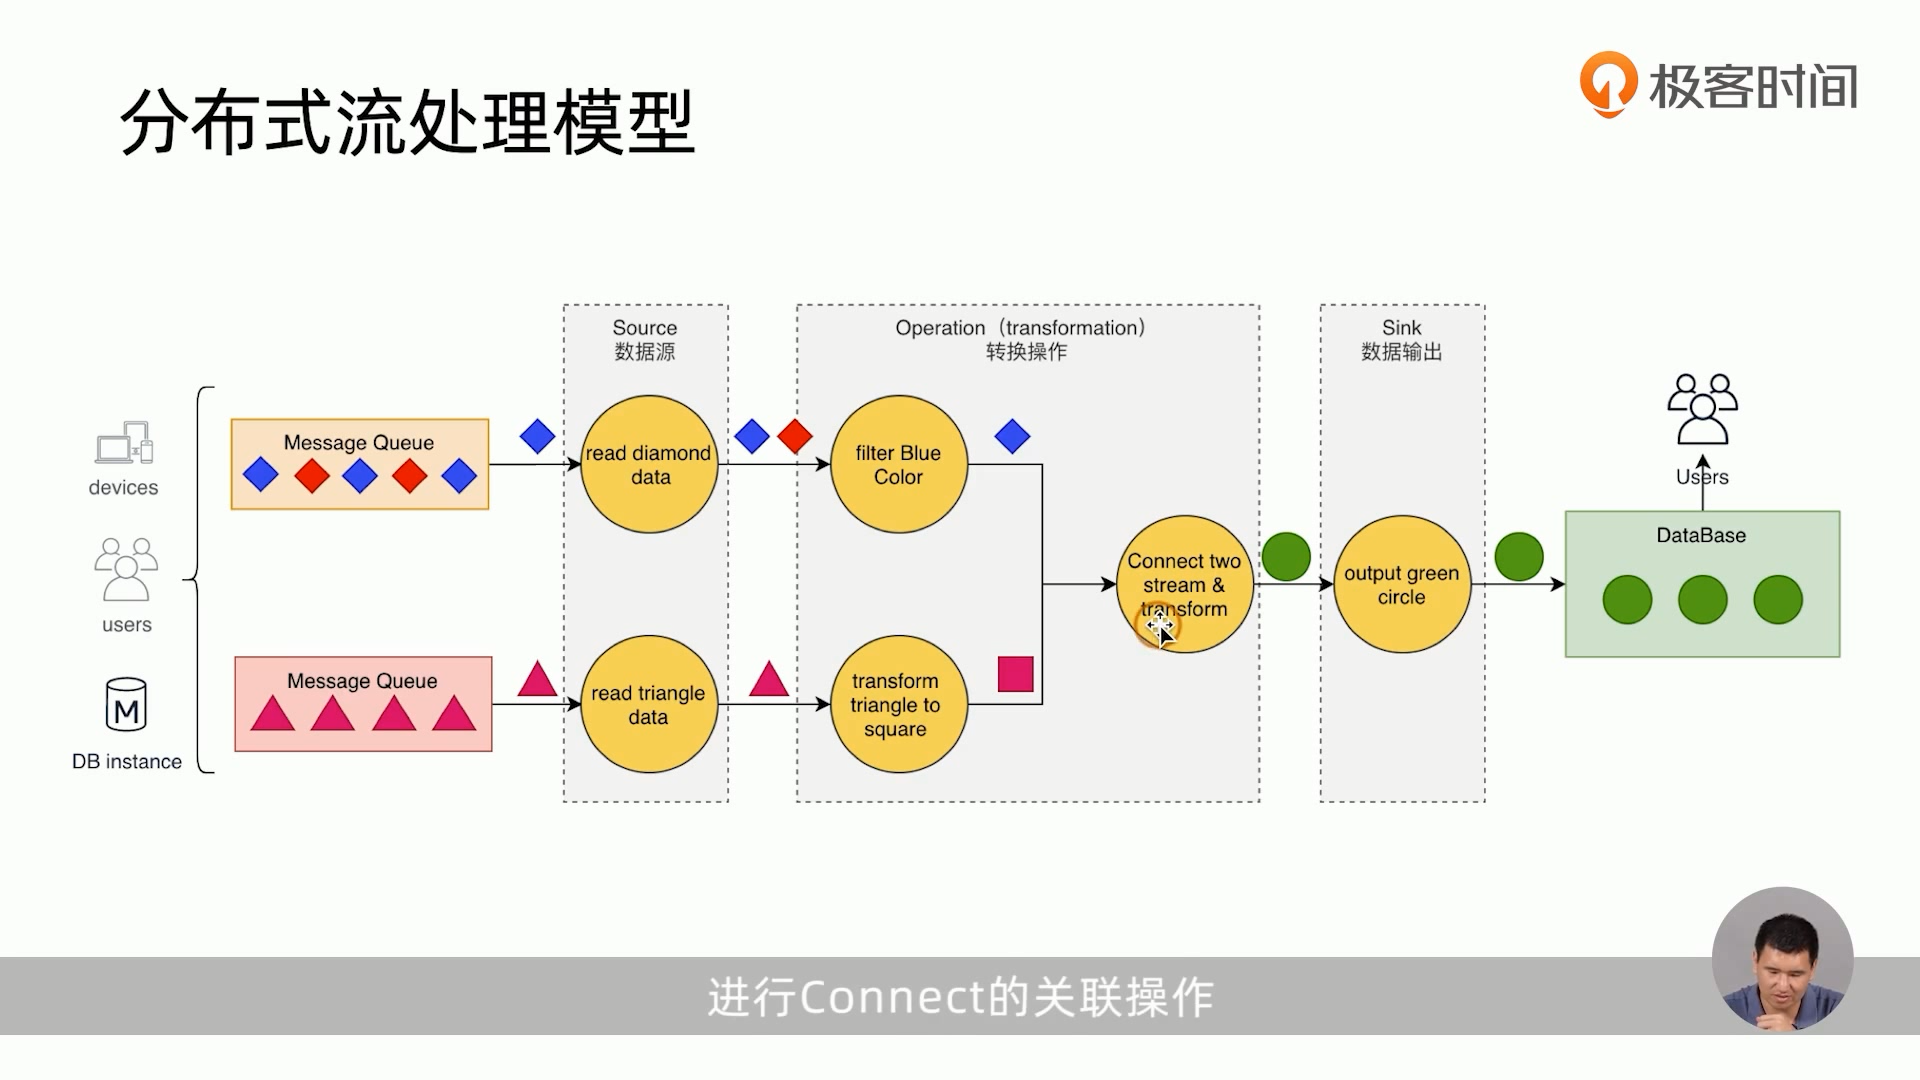 分布式流处理模型
极客时间
Source
数据源
Operation（transformation）
转换操作
Sink
数据输出
devices
users
M
DB instance
Message Queue
Message Queue
read diamond
data
read triangle
data
filter Blue
Color
transform
triangle to
square
Connect two
stream &
transform
output green
circle
Users
DataBase
进行Connect的关联操作